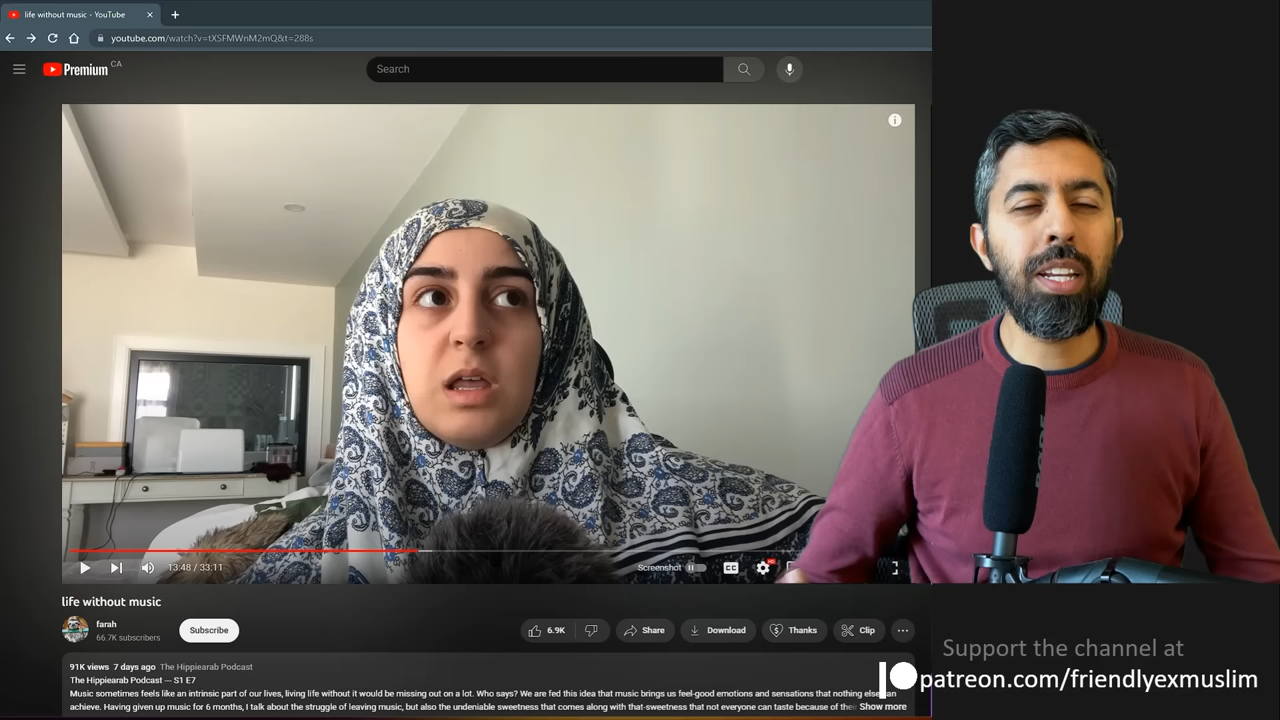 life without music - YouTube
youtube.com/watch?v=tXSFMWnM2mQ&t=288s
Premium CA
Search
13:48 / 33:11
Screenshot
CC
life without music
farah
66.7K subscribers
Subscribe
6.9K
Share
Download
Thanks
Clip
91K views 7 days ago The Hippiearab Podcast
The Hippiearab Podcast — S1 E7
Music sometimes feels like an intrinsic part of our lives, living life without it would be missing out on a lot. Who says? We are fed this idea that music brings us feel-good emotions and sensations that nothing else can
achieve. Having given up music for 6 months, I talk about the struggle of leaving music, but also the undeniable sweetness that comes along with that-sweetness that not everyone can taste because of their Show more
Support the channel at
patreon.com/friendlyexmuslim